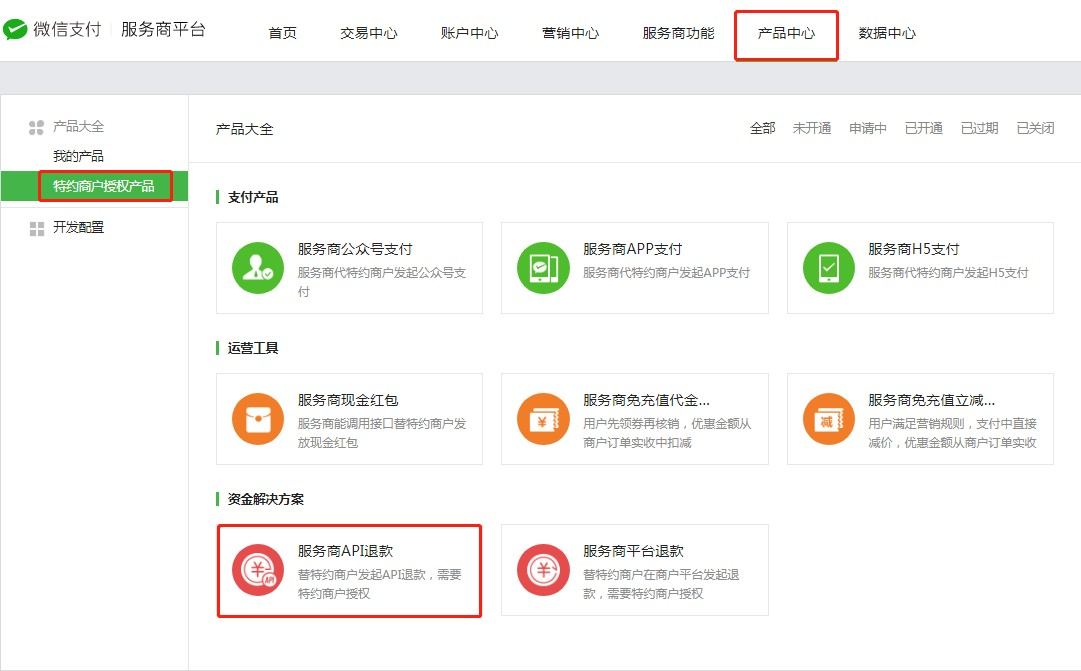 微信支付 服务商平台 首页 交易中心 账户中心 营销中心 服务商功能 产品中心 数据中心
产品大全
我的产品
特约商户授权产品
开发配置
产品大全 全部 未开通 申请中 已开通 已过期 已关闭
支付产品
服务商公众号支付
服务商代特约商户发起公众号支
付
服务商APP支付
服务商代特约商户发起APP支付
服务商H5支付
服务商代特约商户发起H5支付
运营工具
服务商现金红包
服务商能调用接口替特约商户发
放现金红包
¥
服务商免充值代金...
用户先领券再核销，优惠金额从
商户订单实收中扣减
减
服务商免充值立减...
用户满足营销规则，支付中直接
减价，优惠金额从商户订单实收
资金解决方案
¥
API
服务商API退款
替特约商户发起API退款，需要
特约商户授权
¥
服务商平台退款
替特约商户在商户平台发起退
款，需要特约商户授权